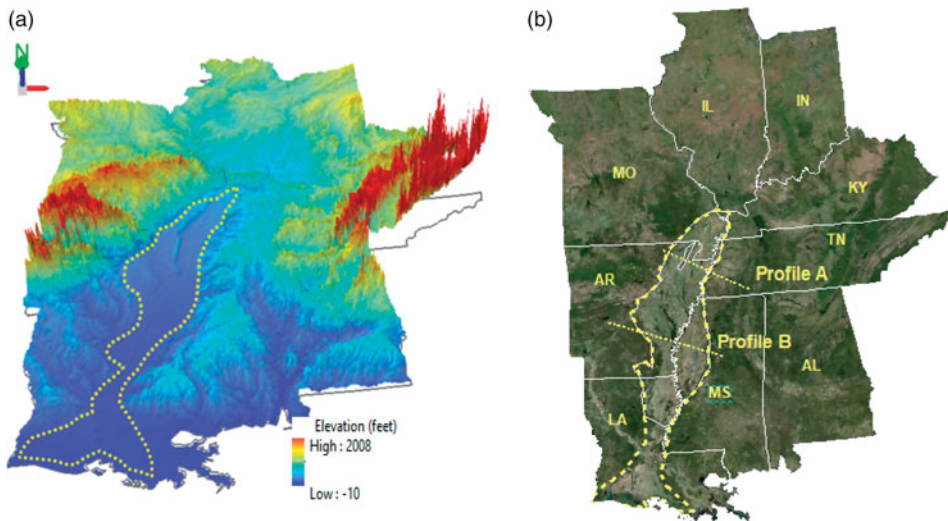 (a)
N
Elevation (feet)
High : 2008
Low : -10
(b)
IL
IN
MO
KY
TN
Profile A
AR
Profile B
AL
MS
LA